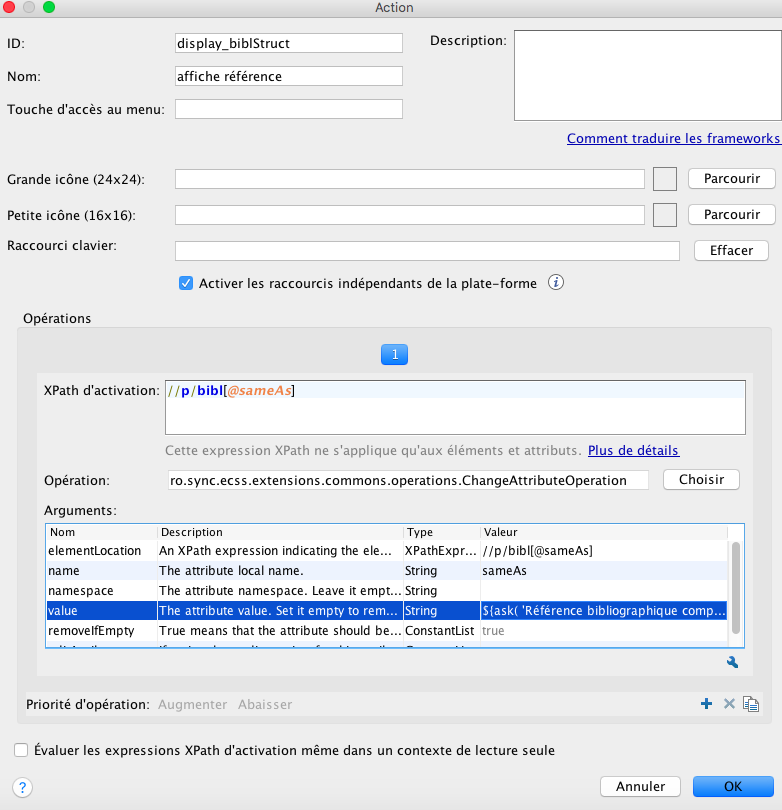 Action
ID:
display_biblStruct
Description:
Nom:
affiche référence
Touche d'accès au menu:
Comment traduire les frameworks
Grande icône (24x24):
Parcourir
Petite icône (16x16):
Parcourir
Raccourci clavier:
Effacer
Activer les raccourcis indépendants de la plate-forme
Opérations
1
XPath d'activation:
//p/bibl[@sameAs]
Cette expression XPath ne s'applique qu'aux éléments et attributs. Plus de détails
Opération:
ro.sync.ecss.extensions.commons.operations.ChangeAttributeOperation
Choisir
Arguments:
Nom Description Type Valeur
elementLocation An XPath expression indicating the ele... XPathExpr... //p/bibl[@sameAs]
name The attribute local name. String sameAs
namespace The attribute namespace. Leave it empt... String
value The attribute value. Set it empty to rem... String ${ask( 'Référence bibliographique comp...
removeIfEmpty True means that the attribute should be... ConstantList true
Priorité d'opération: Augmenter Abaisser
Évaluer les expressions XPath d'activation même dans un contexte de lecture seule
?
Annuler
OK